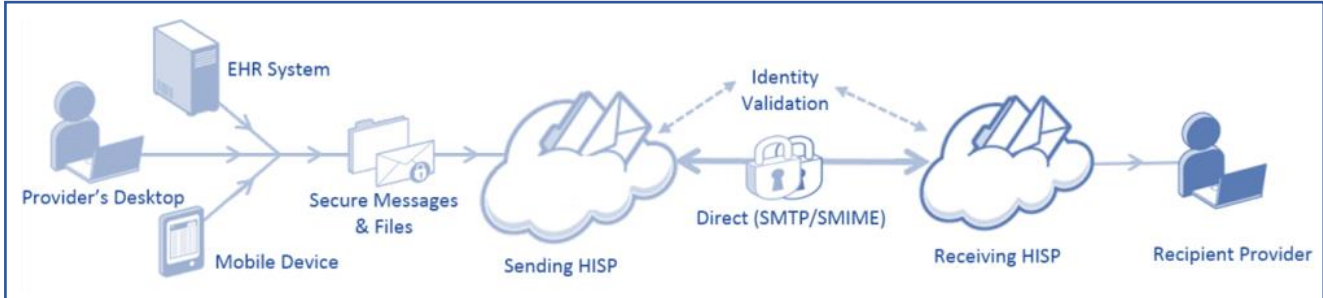 EHR System
Provider's Desktop
Mobile Device
Secure Messages
& Files
Sending HISP
Identity
Validation
Direct (SMTP/SMIME)
Receiving HISP
Recipient Provider